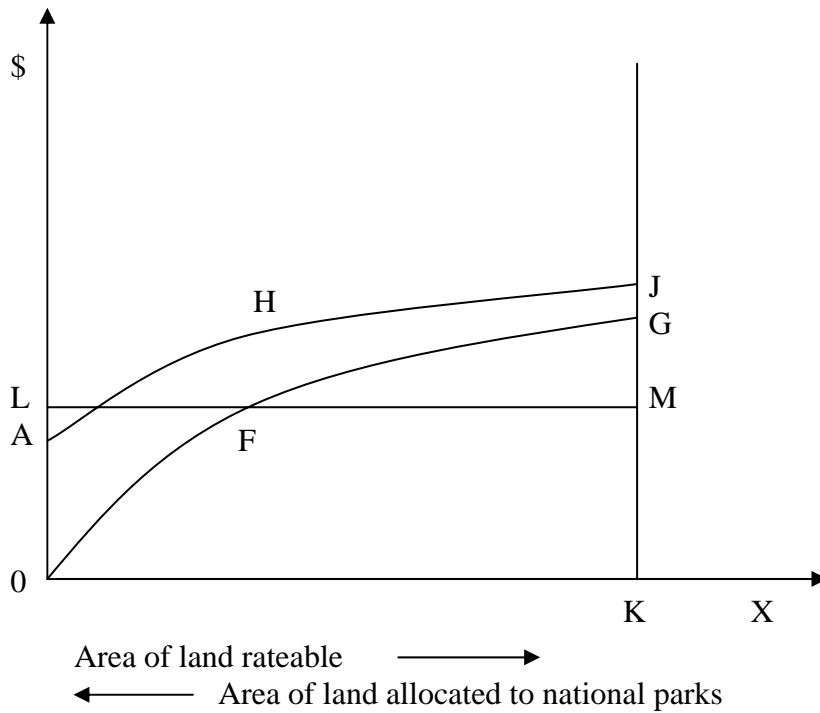 $
H
J
G
L
M
A
F
0
K X
Area of land rateable
Area of land allocated to national parks